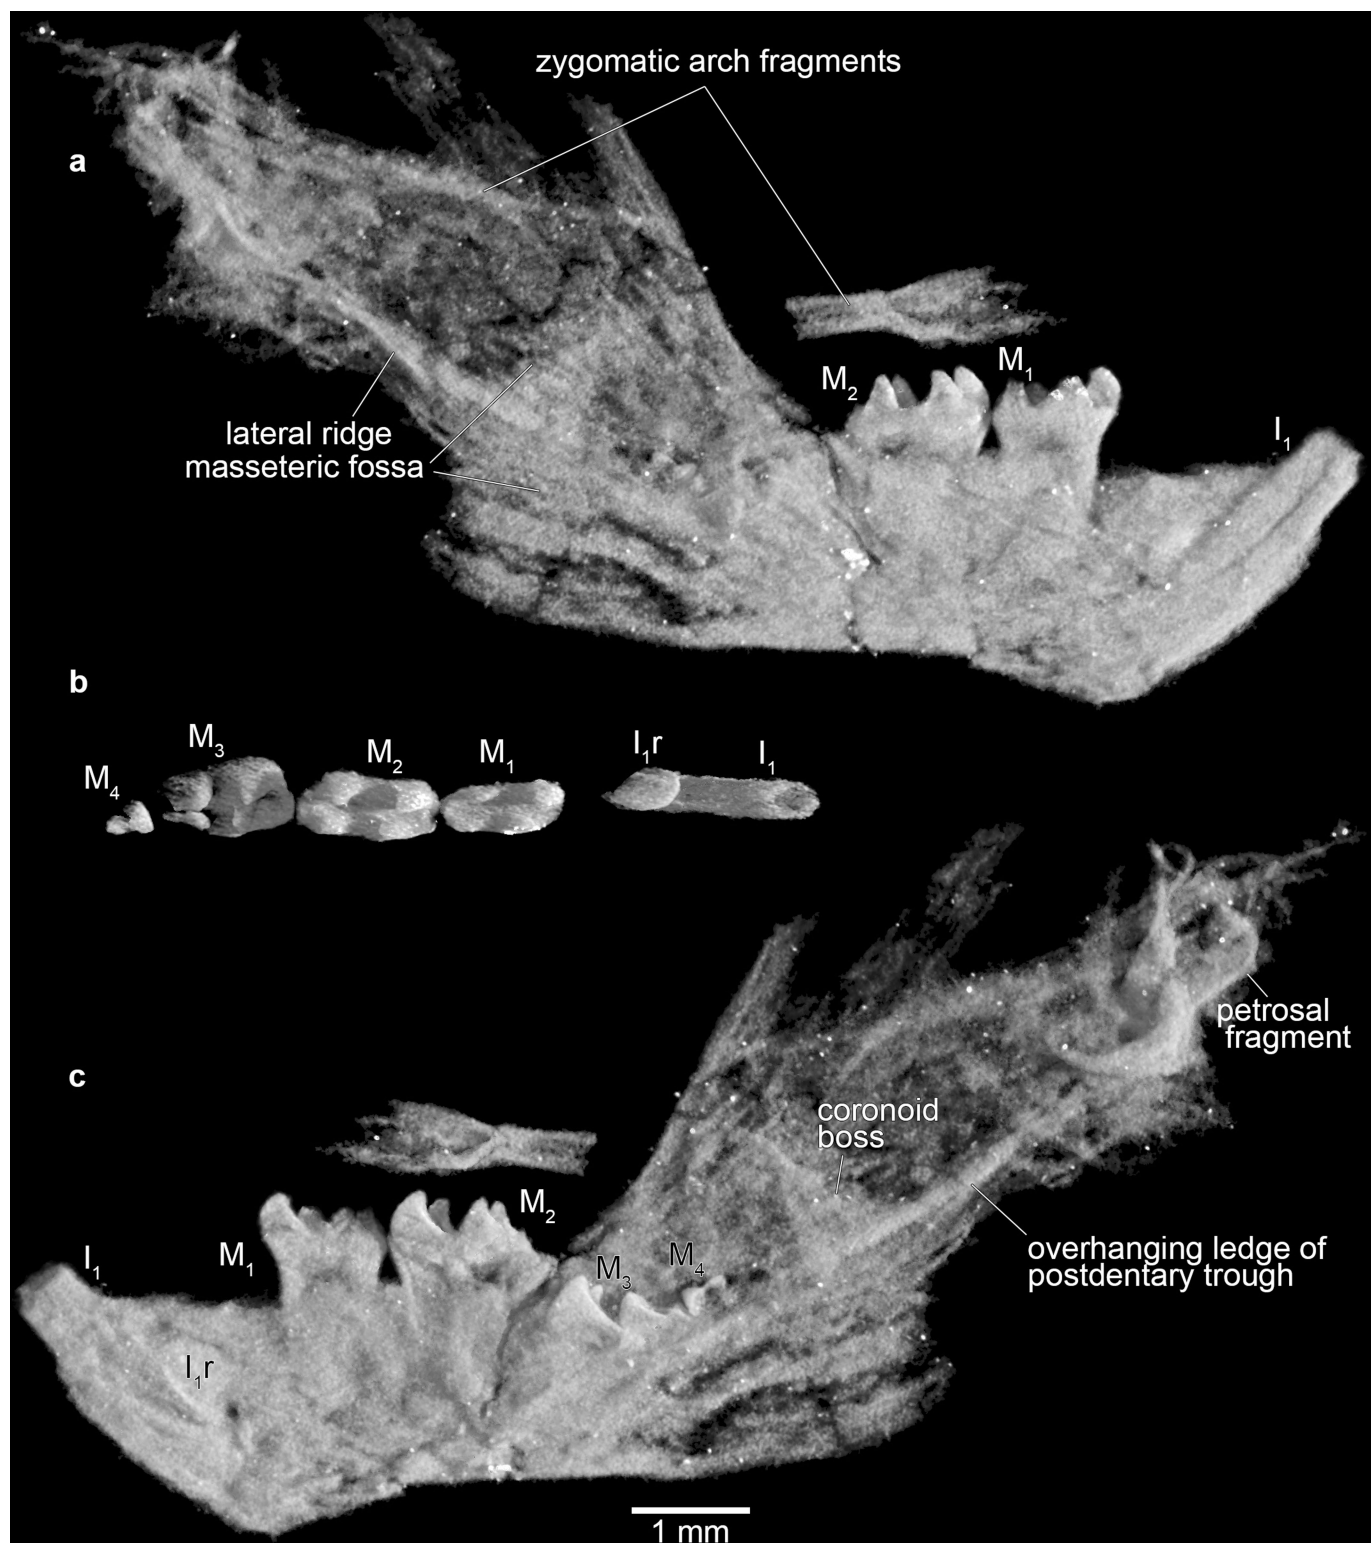 zygomatic arch fragments
a
M₂
M₁
I₁
lateral ridge
masseteric fossa
b
M₄
M₃
M₂
M₁
I₁r
I₁
petrosal
fragment
c
coronoid
boss
M₂
I₁
M₁
M₃
M₄
overhanging ledge of
postdentary trough
I₁r
1 mm